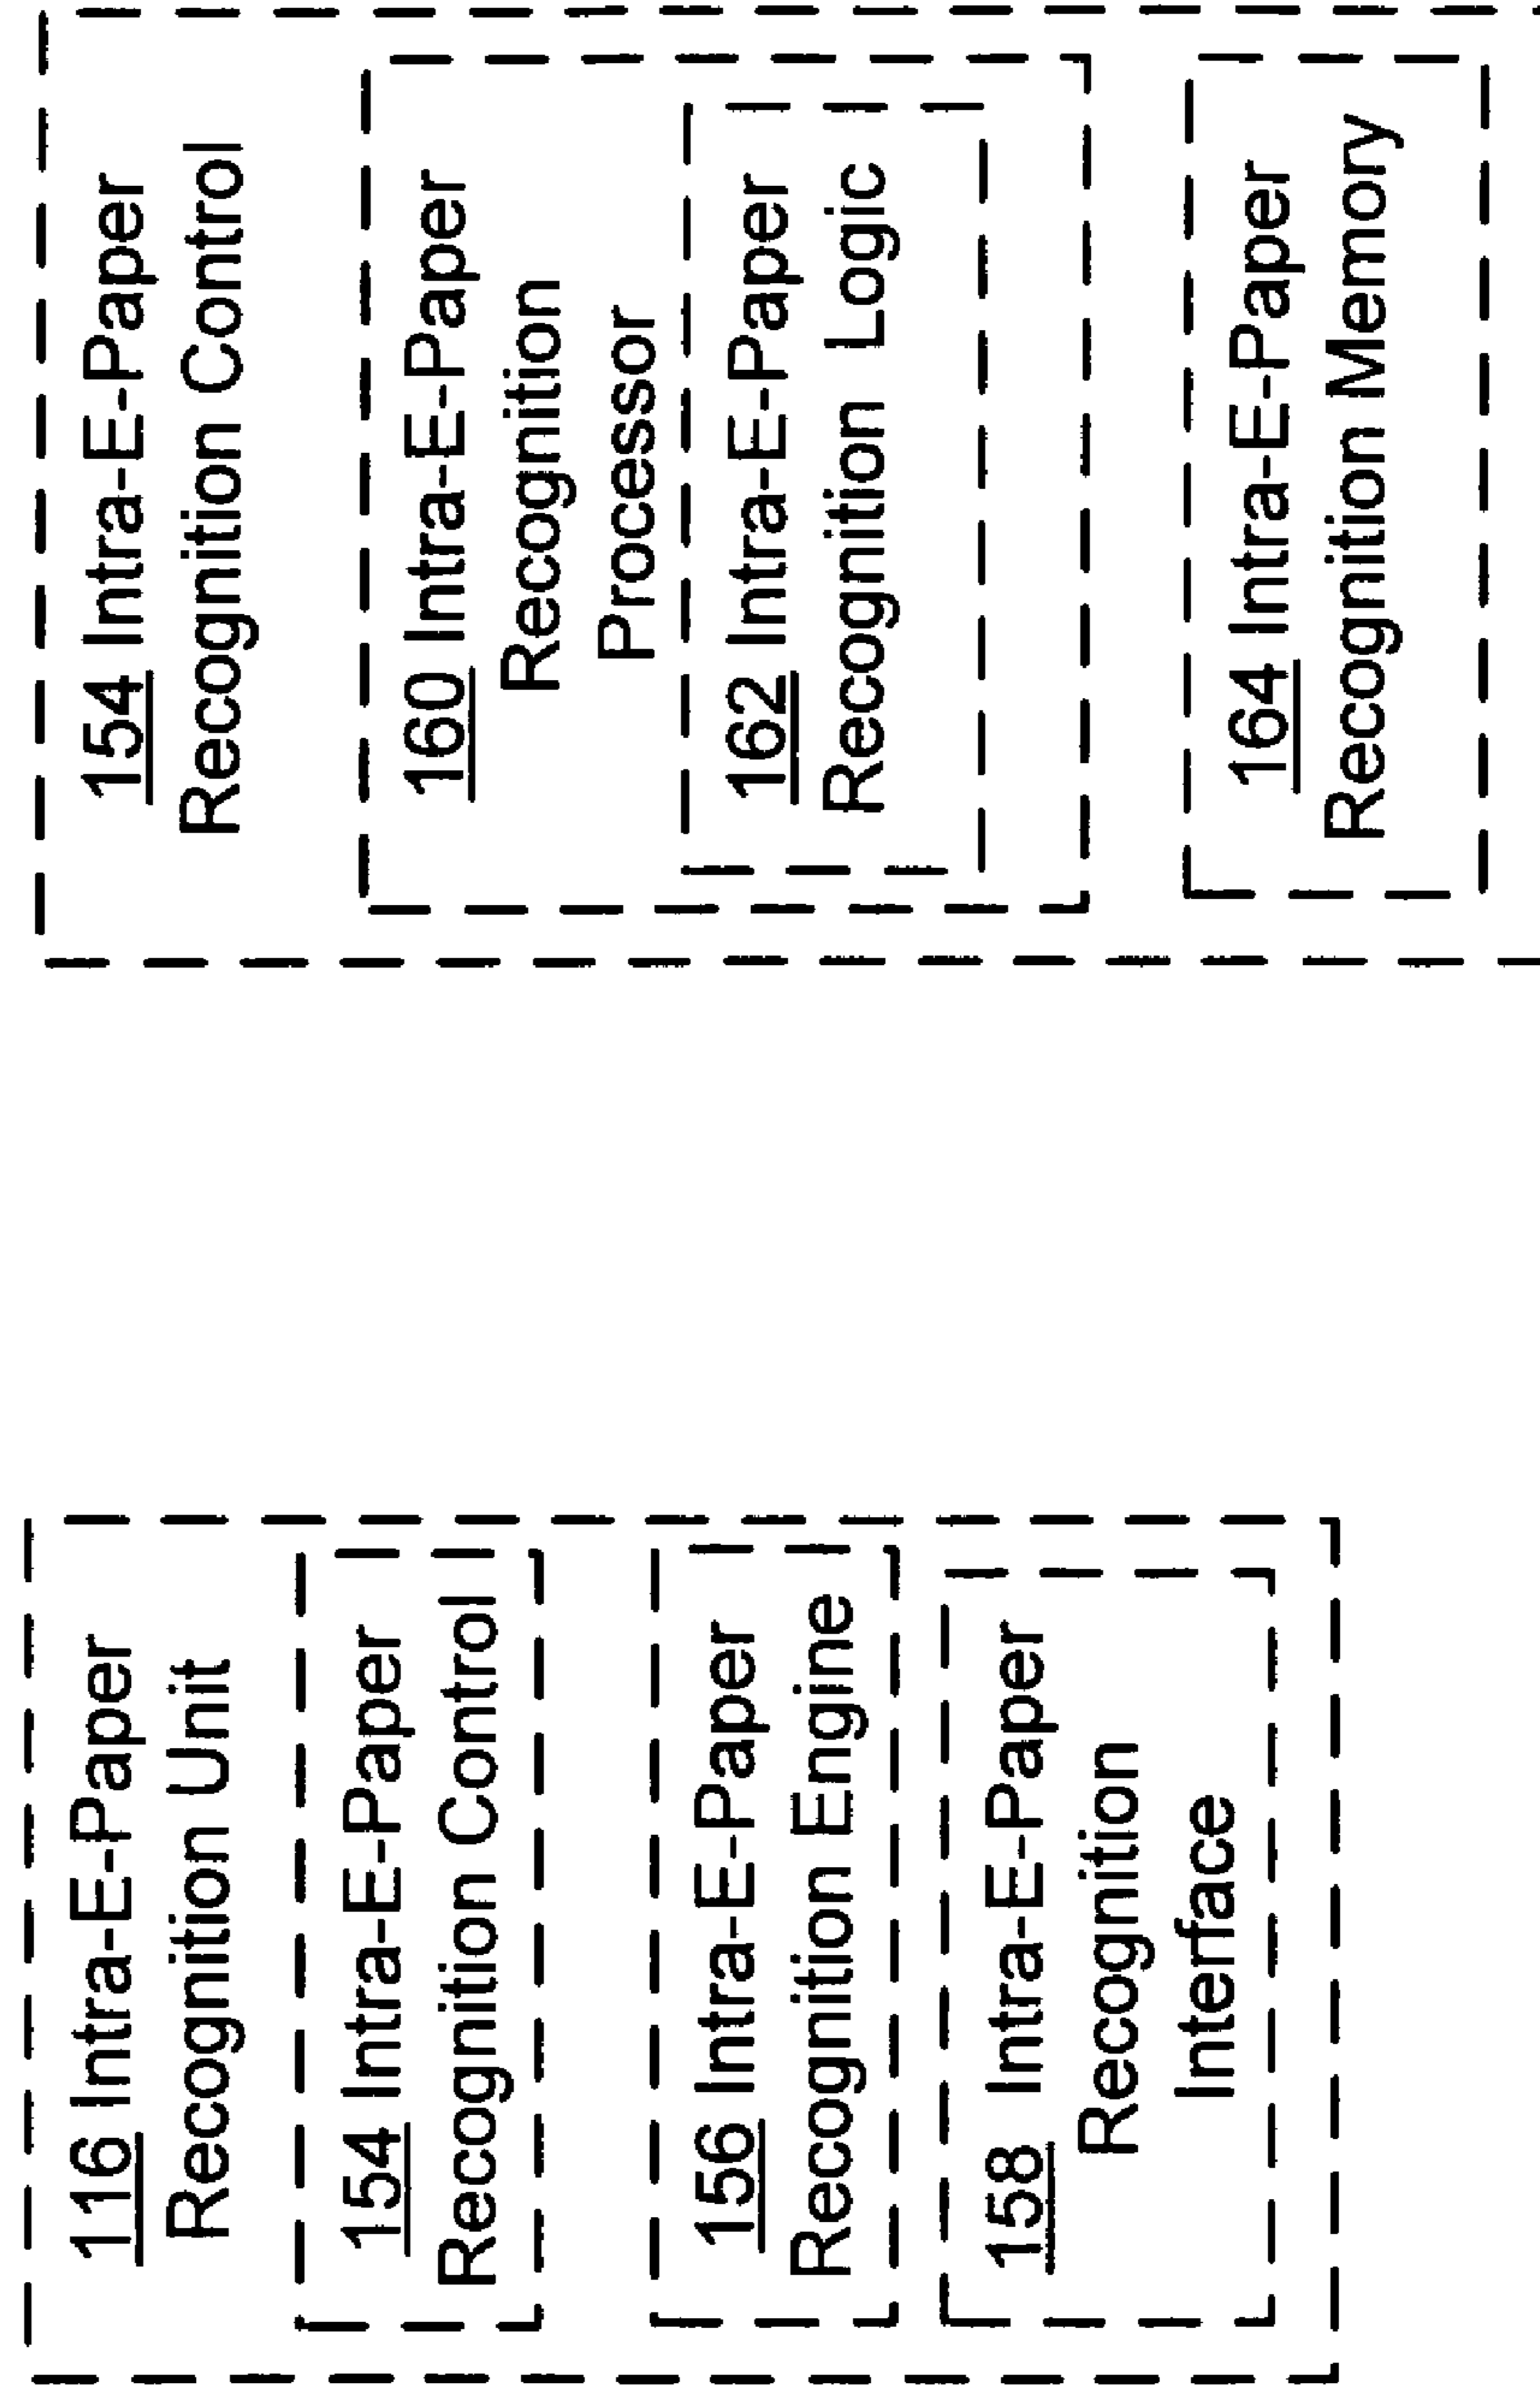 116 Intra-E-Paper
Recognition Unit
154 Intra-E-Paper
Recognition Control
156 Intra-E-Paper
Recognition Engine
158 Intra-E-Paper
Recognition
Interface
154 Intra-E-Paper
Recognition Control
160 Intra-E-Paper
Recognition
Processor
162 Intra-E-Paper
Recognition Logic
164 Intra-E-Paper
Recognition Memory